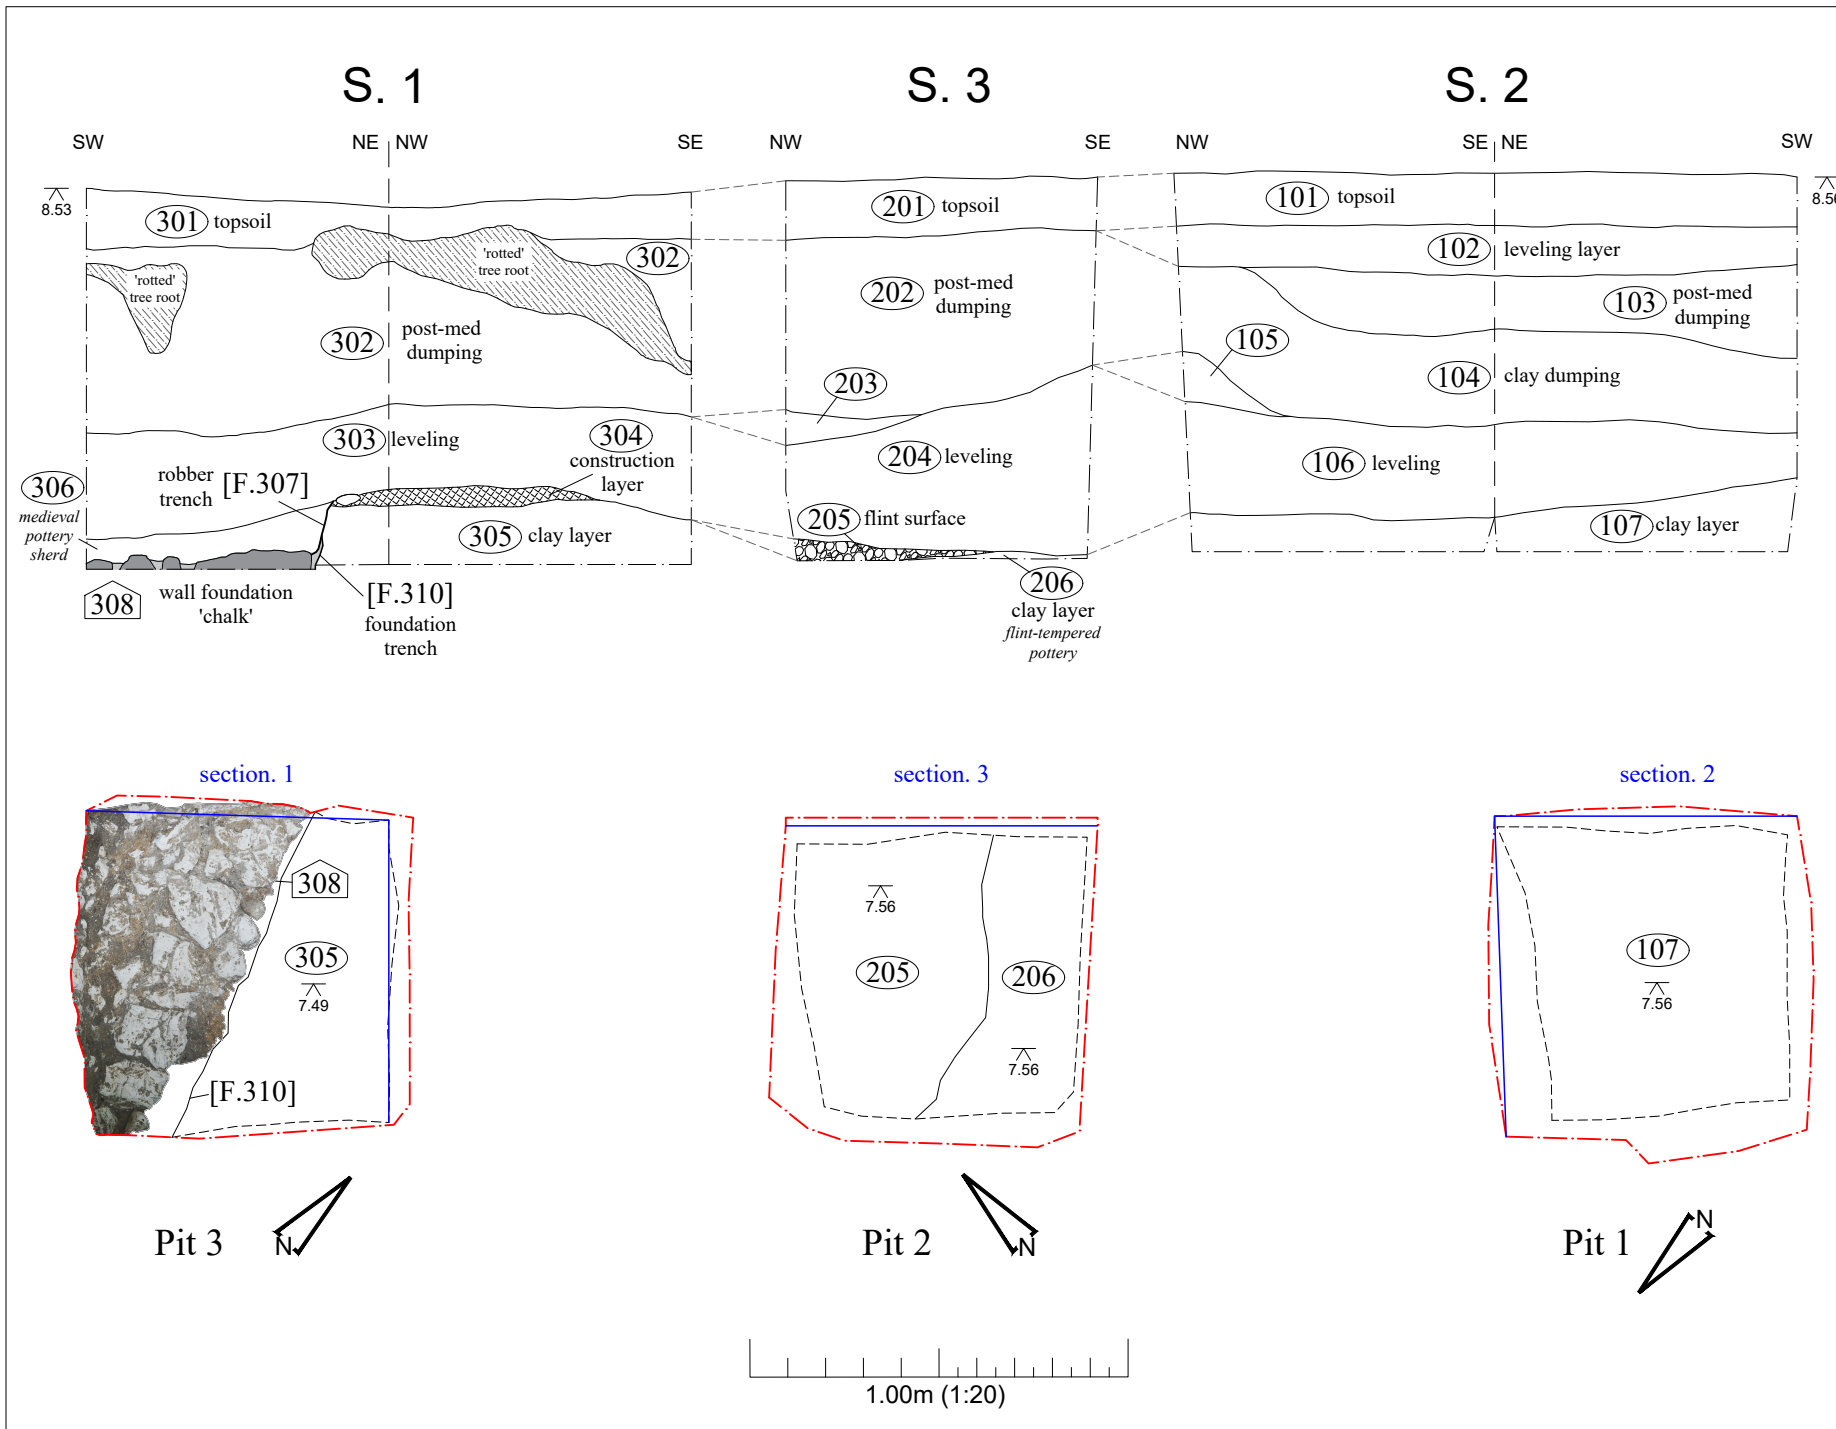 S. 1
S. 3
S. 2
SW
NE
NW
SE
NW
SE
NW
SE
NE
SW
8.53
301 topsoil
'rotted'
tree root
'rotted'
tree root
302
302 post-med
dumping
303 leveling
304
construction
layer
robber
trench
[F.307]
306
medieval
pottery
sherd
305 clay layer
308
wall foundation
'chalk'
[F.310]
foundation
trench
201 topsoil
202 post-med
dumping
203
204 leveling
205 flint surface
206
clay layer
flint-tempered
pottery
8.56
101 topsoil
102 leveling layer
103 post-med
dumping
105
104 clay dumping
106 leveling
107 clay layer
section. 1
308
305
7.49
[F.310]
Pit 3
N
section. 3
7.56
205
206
7.56
Pit 2
N
section. 2
107
7.56
Pit 1
N
1.00m (1:20)